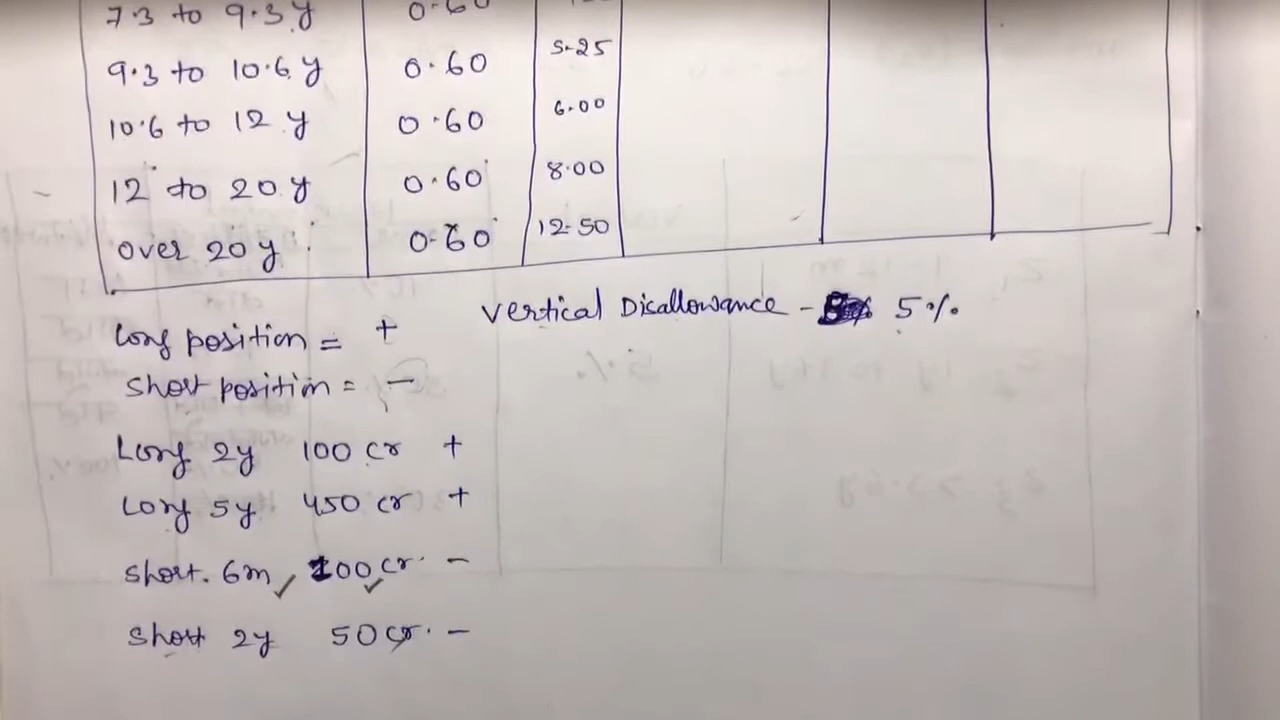 7.3 to 9.3 y 0.60
9.3 to 10.6 y 0.60 5.25
10.6 to 12 y 0.60 6.00
12 to 20 y 0.60 8.00
over 20 y 0.60 12.50
Vertical Disallowance - 5%
Long position = +
Short position = -
Long 2y 100 cr +
Long 5y 450 cr +
Short. 6m 100 cr. -
Short 2y 50 cr. -